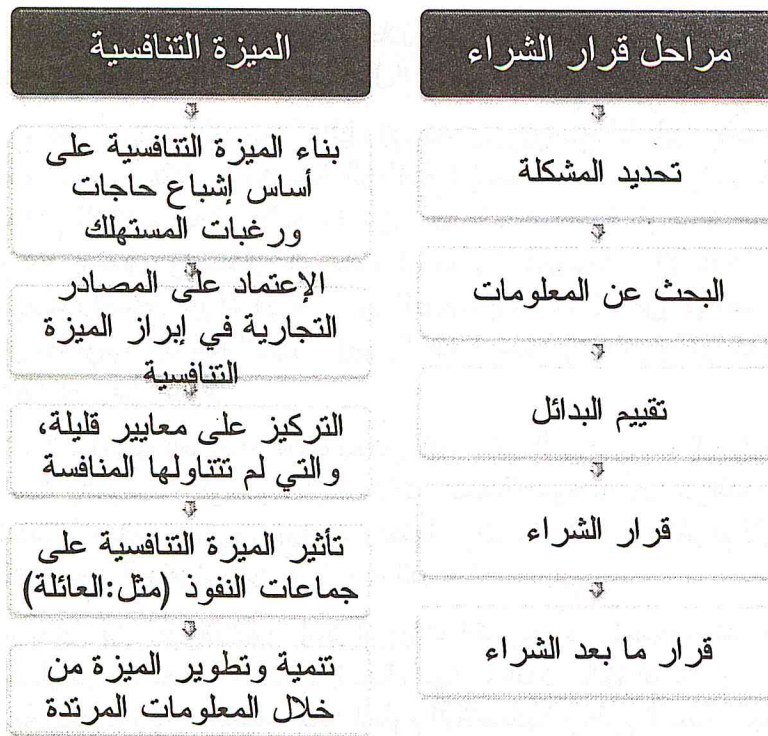 مراحل قرار الشراء
تحديد المشكلة
البحث عن المعلومات
تقييم البدائل
قرار الشراء
قرار ما بعد الشراء
الميزة التنافسية
بناء الميزة التنافسية على
أساس إشباع حاجات
ورغبات المستهلك
الإعتماد على المصادر
التجارية في إبراز الميزة
التنافسية
التركيز على معايير قليلة،
والتي لم تتناولها المنافسة
تأثير الميزة التنافسية على
جماعات النفوذ (مثل:العائلة)
تنمية وتطوير الميزة من
خلال المعلومات المرتدة